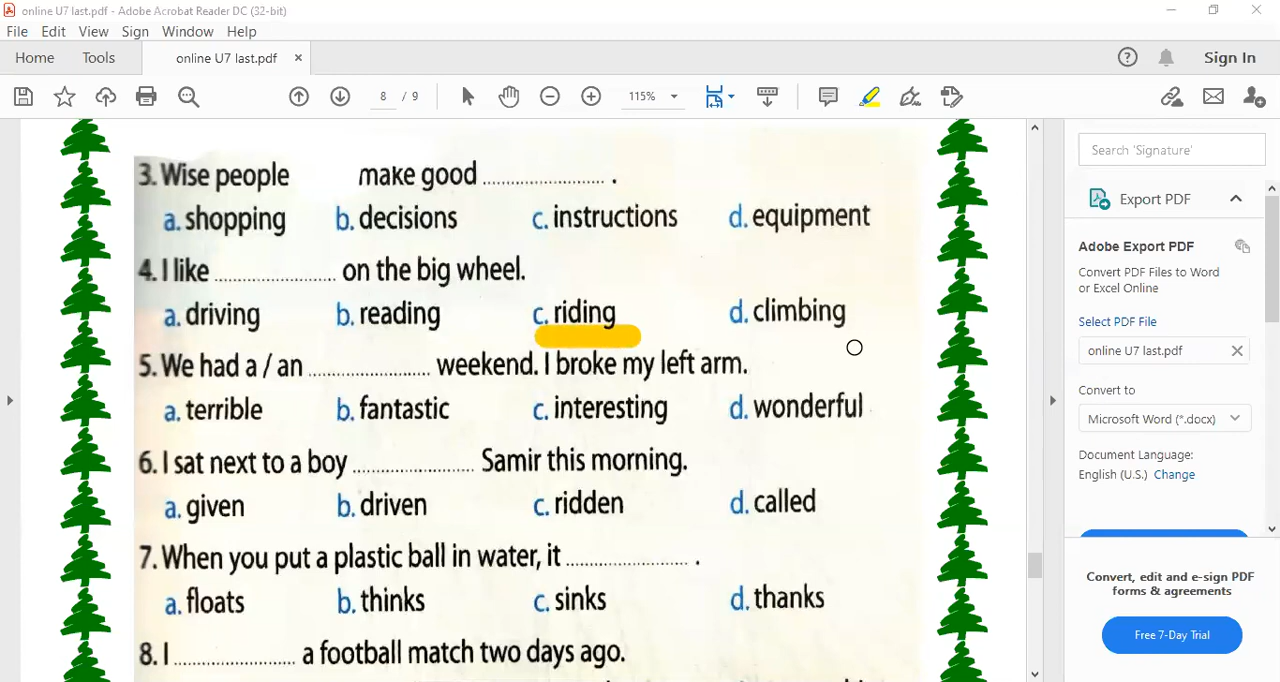 online U7 last.pdf - Adobe Acrobat Reader DC (32-bit)
File Edit View Sign Window Help
Home Tools online U7 last.pdf × Sign In
8 / 9 115%
3. Wise people make good .................... .
a. shopping b. decisions c. instructions d. equipment
4. I like .................... on the big wheel.
a. driving b. reading c. riding d. climbing
5. We had a / an .................... weekend. I broke my left arm.
a. terrible b. fantastic c. interesting d. wonderful
6. I sat next to a boy .................... Samir this morning.
a. given b. driven c. ridden d. called
7. When you put a plastic ball in water, it .................... .
a. floats b. thinks c. sinks d. thanks
8. I .................... a football match two days ago.
Search 'Signature'
Export PDF
Adobe Export PDF
Convert PDF Files to Word
or Excel Online
Select PDF File
online U7 last.pdf
Convert to
Microsoft Word (*.docx)
Document Language:
English (U.S.) Change
Convert, edit and e-sign PDF
forms & agreements
Free 7-Day Trial